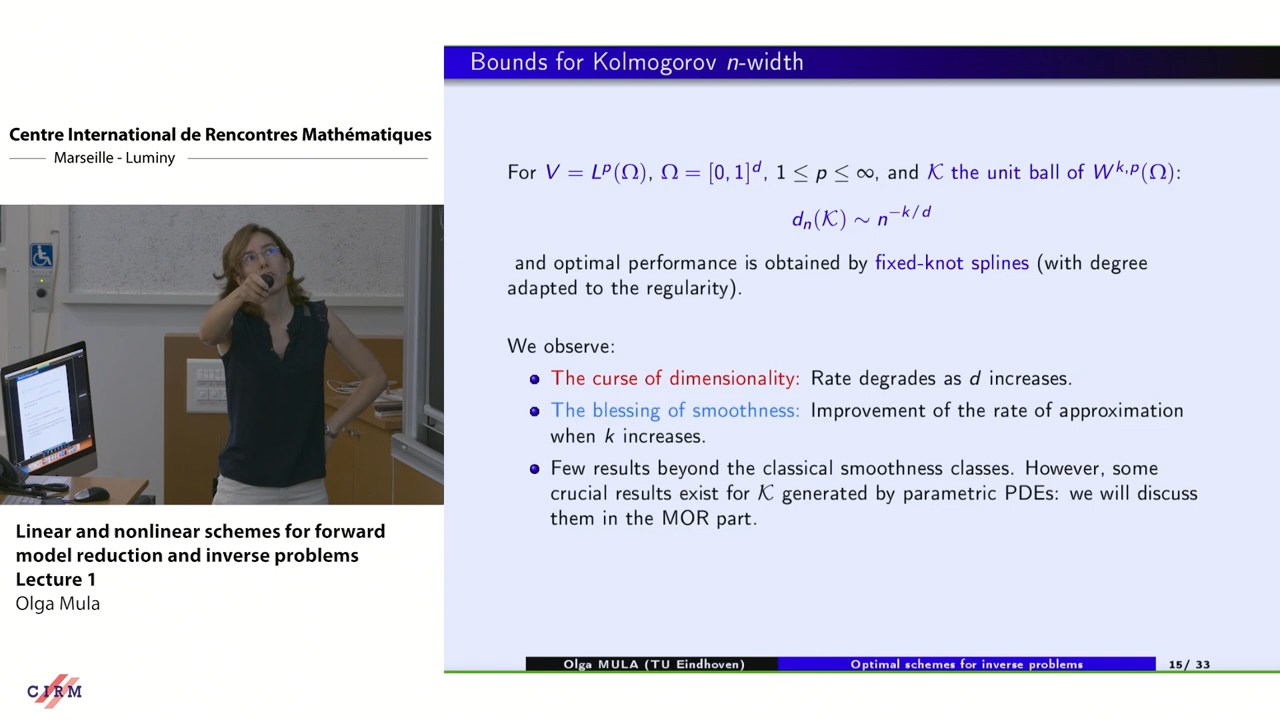 Centre International de Rencontres Mathématiques
Marseille - Luminy
Linear and nonlinear schemes for forward
model reduction and inverse problems
Lecture 1
Olga Mula
CIRM
Bounds for Kolmogorov n-width
For V = Lᵖ(Ω), Ω = [0, 1]ᵈ, 1 ≤ p ≤ ∞, and 𝒦 the unit ball of Wᵏ,ᵖ(Ω):
dₙ(𝒦) ∼ n⁻ᵏ/ᵈ
and optimal performance is obtained by fixed-knot splines (with degree
adapted to the regularity).
We observe:
The curse of dimensionality: Rate degrades as d increases.
The blessing of smoothness: Improvement of the rate of approximation
when k increases.
Few results beyond the classical smoothness classes. However, some
crucial results exist for 𝒦 generated by parametric PDEs: we will discuss
them in the MOR part.
Olga MULA (TU Eindhoven)
Optimal schemes for inverse problems
15/ 33